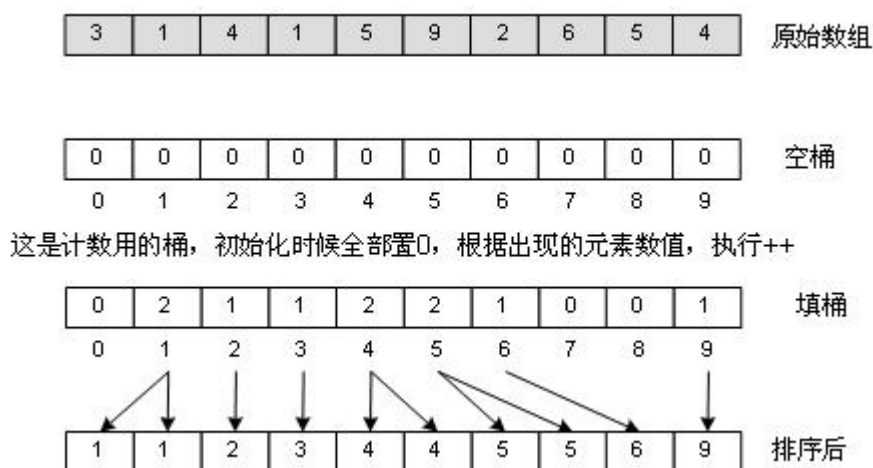 3 1 4 1 5 9 2 6 5 4 原始数组
0 0 0 0 0 0 0 0 0 0 空桶
0 1 2 3 4 5 6 7 8 9
这是计数用的桶，初始化时候全部置0，根据出现的元素数值，执行++
0 2 1 1 2 2 1 0 0 1 填桶
0 1 2 3 4 5 6 7 8 9
1 1 2 3 4 4 5 5 6 9 排序后